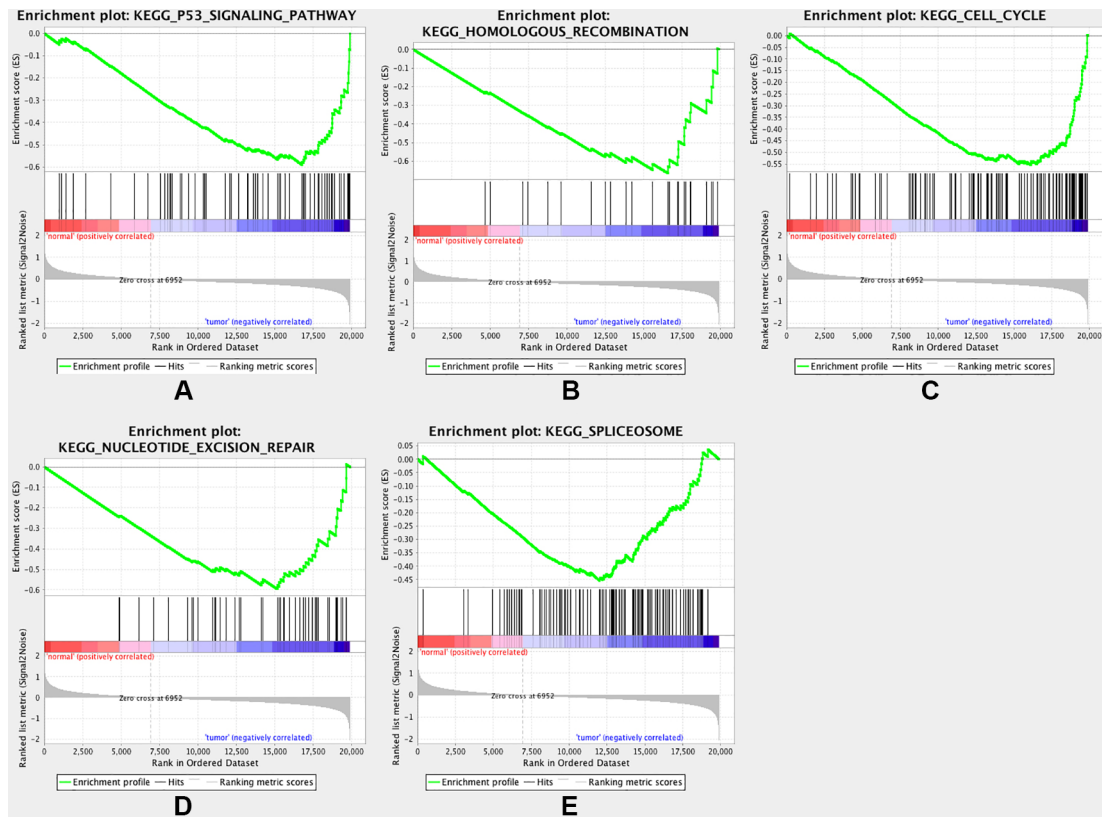 Enrichment plot: KEGG_P53_SIGNALING_PATHWAY
Enrichment score (ES)
0.0
-0.1
-0.2
-0.3
-0.4
-0.5
-0.6
Ranked list metric (Signal2Noise)
2
1
0
-1
-2
'normal' (positively correlated)
Zero cross at 6952
'tumor' (negatively correlated)
0 2,500 5,000 7,500 10,000 12,500 15,000 17,500 20,000
Rank in Ordered Dataset
Enrichment profile Hits Ranking metric scores
A
Enrichment plot:
KEGG_HOMOLOGOUS_RECOMBINATION
Enrichment score (ES)
0.0
-0.1
-0.2
-0.3
-0.4
-0.5
-0.6
Ranked list metric (Signal2Noise)
2
1
0
-1
-2
'normal' (positively correlated)
Zero cross at 6952
'tumor' (negatively correlated)
0 2,500 5,000 7,500 10,000 12,500 15,000 17,500 20,000
Rank in Ordered Dataset
Enrichment profile Hits Ranking metric scores
B
Enrichment plot: KEGG_CELL_CYCLE
Enrichment score (ES)
0.00
-0.05
-0.10
-0.15
-0.20
-0.25
-0.30
-0.35
-0.40
-0.45
-0.50
-0.55
Ranked list metric (Signal2Noise)
2
1
0
-1
-2
'normal' (positively correlated)
Zero cross at 6952
'tumor' (negatively correlated)
0 2,500 5,000 7,500 10,000 12,500 15,000 17,500 20,000
Rank in Ordered Dataset
Enrichment profile Hits Ranking metric scores
C
Enrichment plot:
KEGG_NUCLEOTIDE_EXCISION_REPAIR
Enrichment score (ES)
0.0
-0.1
-0.2
-0.3
-0.4
-0.5
-0.6
Ranked list metric (Signal2Noise)
2
1
0
-1
-2
'normal' (positively correlated)
Zero cross at 6952
'tumor' (negatively correlated)
0 2,500 5,000 7,500 10,000 12,500 15,000 17,500 20,000
Rank in Ordered Dataset
Enrichment profile Hits Ranking metric scores
D
Enrichment plot: KEGG_SPLICEOSOME
Enrichment score (ES)
0.05
0.00
-0.05
-0.10
-0.15
-0.20
-0.25
-0.30
-0.35
-0.40
-0.45
Ranked list metric (Signal2Noise)
2
1
0
-1
-2
'normal' (positively correlated)
Zero cross at 6952
'tumor' (negatively correlated)
0 2,500 5,000 7,500 10,000 12,500 15,000 17,500 20,000
Rank in Ordered Dataset
Enrichment profile Hits Ranking metric scores
E